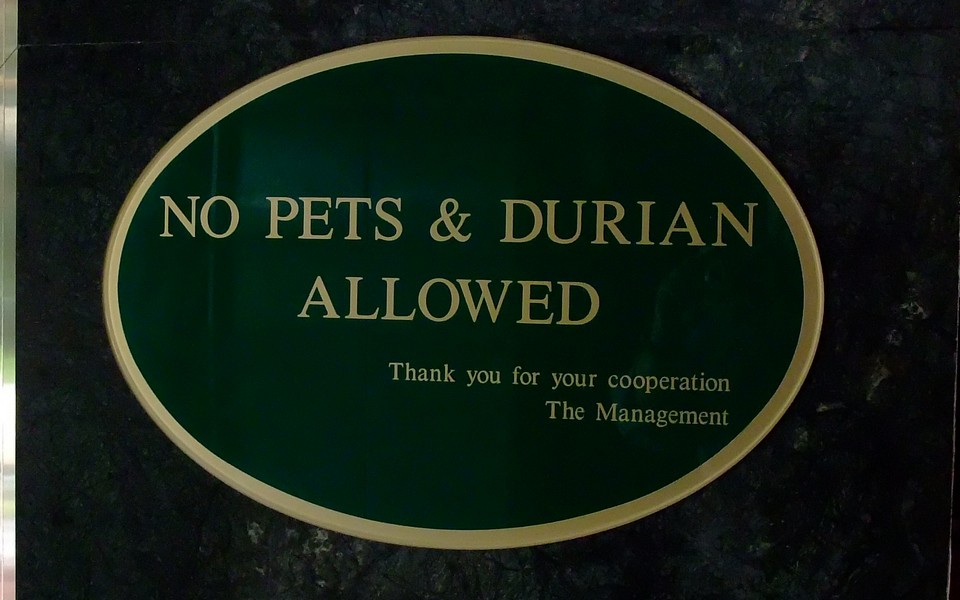 NO PETS & DURIAN
ALLOWED
Thank you for your cooperation
The Management